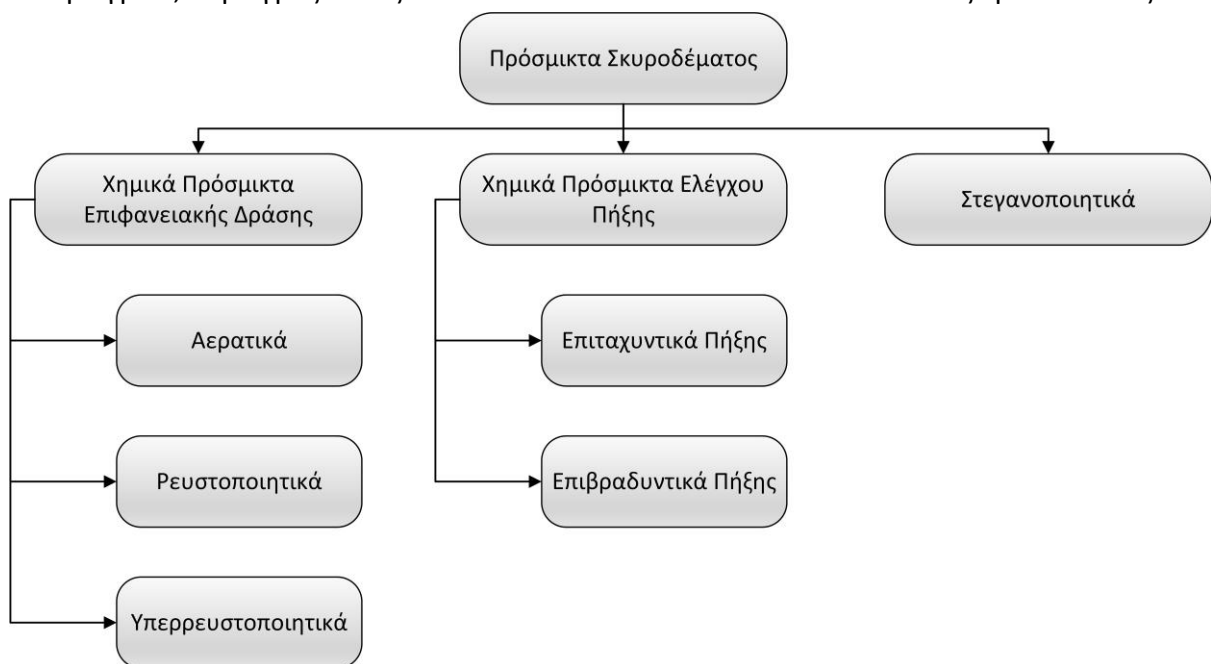 Πρόσμικτα Σκυροδέματος
Χημικά Πρόσμικτα
Επιφανειακής Δράσης
Χημικά Πρόσμικτα Ελέγχου
Πήξης
Στεγανοποιητικά
Αερατικά
Επιταχυντικά Πήξης
Ρευστοποιητικά
Επιβραδυντικά Πήξης
Υπερρευστοποιητικά